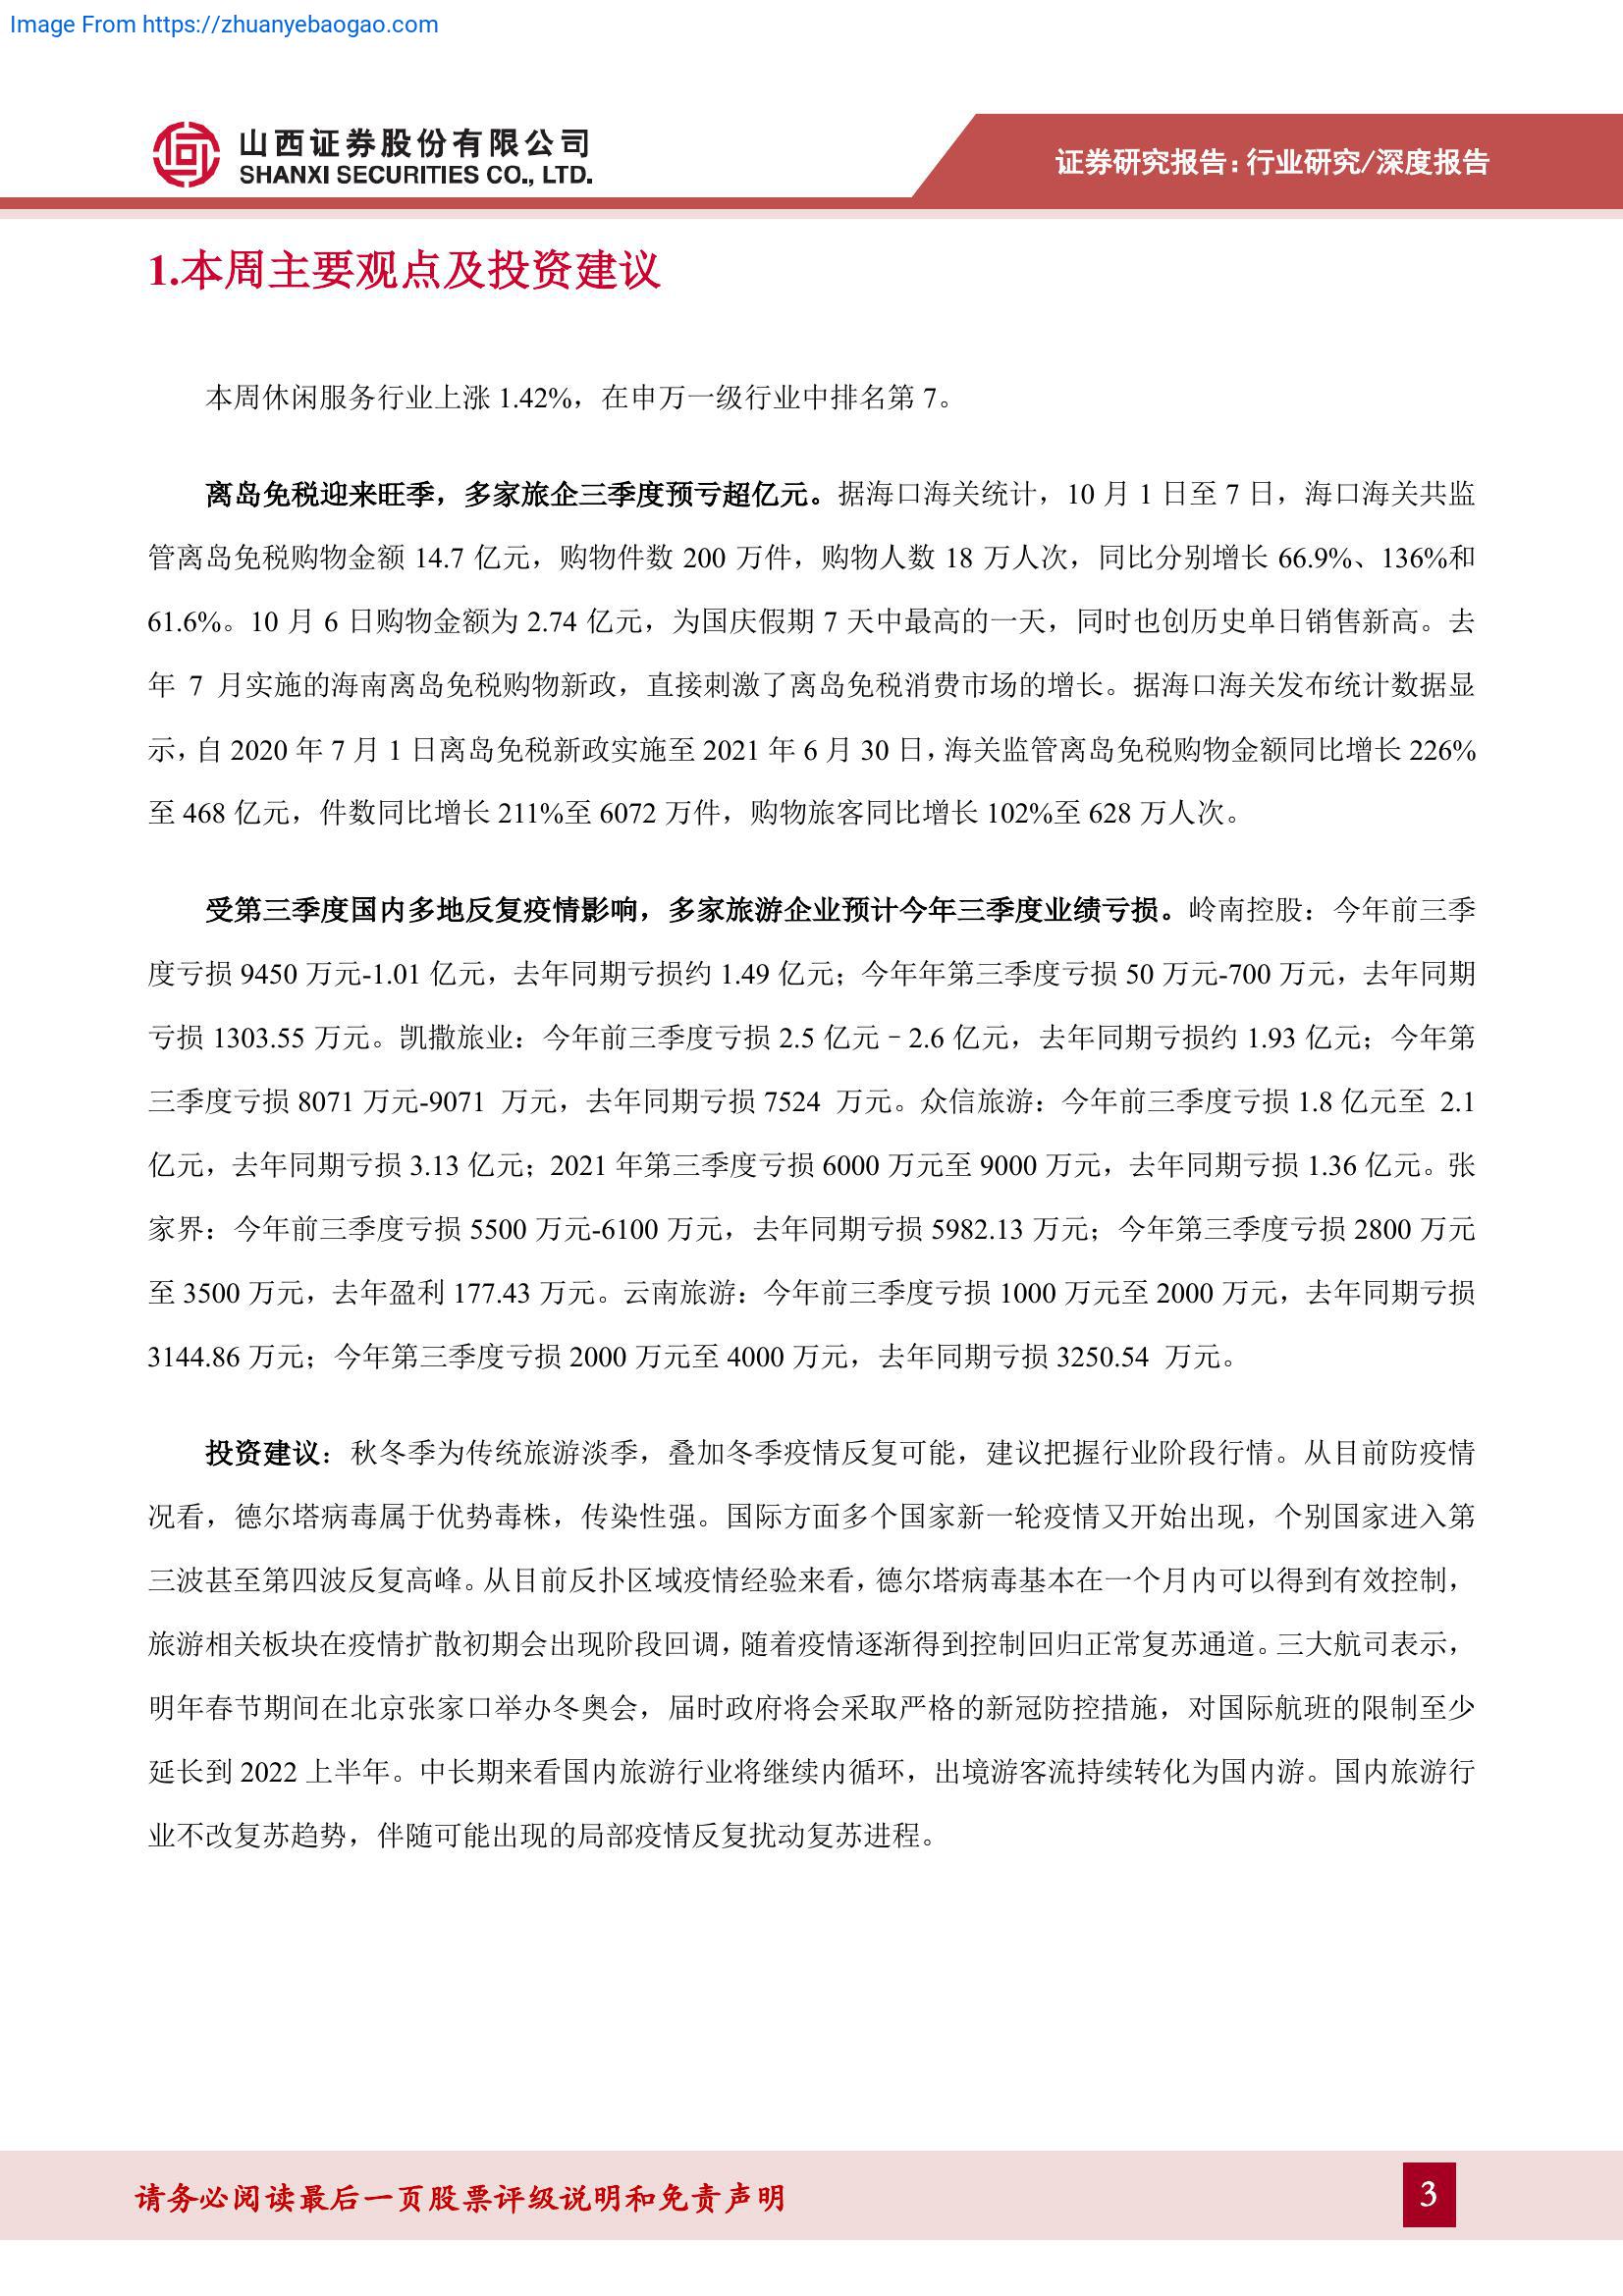 Image From https://zhuanyebaogao.com
山西证券股份有限公司
SHANXI SECURITIES CO., LTD.
证券研究报告：行业研究/深度报告
1.本周主要观点及投资建议
本周休闲服务行业上涨 1.42%，在申万一级行业中排名第 7。
离岛免税迎来旺季，多家旅企三季度预亏超亿元。据海口海关统计，10 月 1 日至 7 日，海口海关共监
管离岛免税购物金额 14.7 亿元，购物件数 200 万件，购物人数 18 万人次，同比分别增长 66.9%、136%和
61.6%。10 月 6 日购物金额为 2.74 亿元，为国庆假期 7 天中最高的一天，同时也创历史单日销售新高。去
年 7 月实施的海南离岛免税购物新政，直接刺激了离岛免税消费市场的增长。据海口海关发布统计数据显
示，自 2020 年 7 月 1 日离岛免税新政实施至 2021 年 6 月 30 日，海关监管离岛免税购物金额同比增长 226%
至 468 亿元，件数同比增长 211%至 6072 万件，购物旅客同比增长 102%至 628 万人次。
受第三季度国内多地反复疫情影响，多家旅游企业预计今年三季度业绩亏损。岭南控股：今年前三季
度亏损 9450 万元-1.01 亿元，去年同期亏损约 1.49 亿元；今年年第三季度亏损 50 万元-700 万元，去年同期
亏损 1303.55 万元。凯撒旅业：今年前三季度亏损 2.5 亿元–2.6 亿元，去年同期亏损约 1.93 亿元；今年第
三季度亏损 8071 万元-9071 万元，去年同期亏损 7524 万元。众信旅游：今年前三季度亏损 1.8 亿元至 2.1
亿元，去年同期亏损 3.13 亿元；2021 年第三季度亏损 6000 万元至 9000 万元，去年同期亏损 1.36 亿元。张
家界：今年前三季度亏损 5500 万元-6100 万元，去年同期亏损 5982.13 万元；今年第三季度亏损 2800 万元
至 3500 万元，去年盈利 177.43 万元。云南旅游：今年前三季度亏损 1000 万元至 2000 万元，去年同期亏损
3144.86 万元；今年第三季度亏损 2000 万元至 4000 万元，去年同期亏损 3250.54 万元。
投资建议：秋冬季为传统旅游淡季，叠加冬季疫情反复可能，建议把握行业阶段行情。从目前防疫情
况看，德尔塔病毒属于优势毒株，传染性强。国际方面多个国家新一轮疫情又开始出现，个别国家进入第
三波甚至第四波反复高峰。从目前反扑区域疫情经验来看，德尔塔病毒基本在一个月内可以得到有效控制，
旅游相关板块在疫情扩散初期会出现阶段回调，随着疫情逐渐得到控制回归正常复苏通道。三大航司表示，
明年春节期间在北京张家口举办冬奥会，届时政府将会采取严格的新冠防控措施，对国际航班的限制至少
延长到 2022 上半年。中长期来看国内旅游行业将继续内循环，出境游客流持续转化为国内游。国内旅游行
业不改复苏趋势，伴随可能出现的局部疫情反复扰动复苏进程。
请务必阅读最后一页股票评级说明和免责声明
3